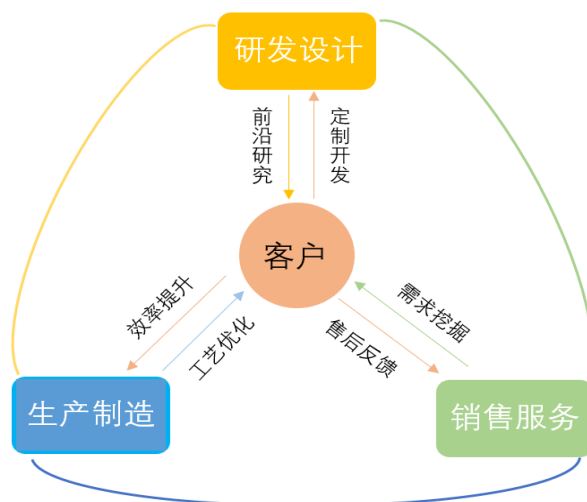 研发设计
前沿研究
定制开发
客户
效率提升
工艺优化
需求挖掘
售后反馈
生产制造
销售服务